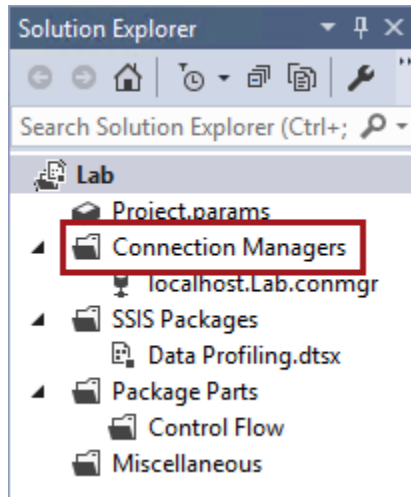 Solution Explorer
Search Solution Explorer (Ctrl+;
Lab
Project.params
Connection Managers
localhost.Lab.conmgr
SSIS Packages
Data Profiling.dtsx
Package Parts
Control Flow
Miscellaneous